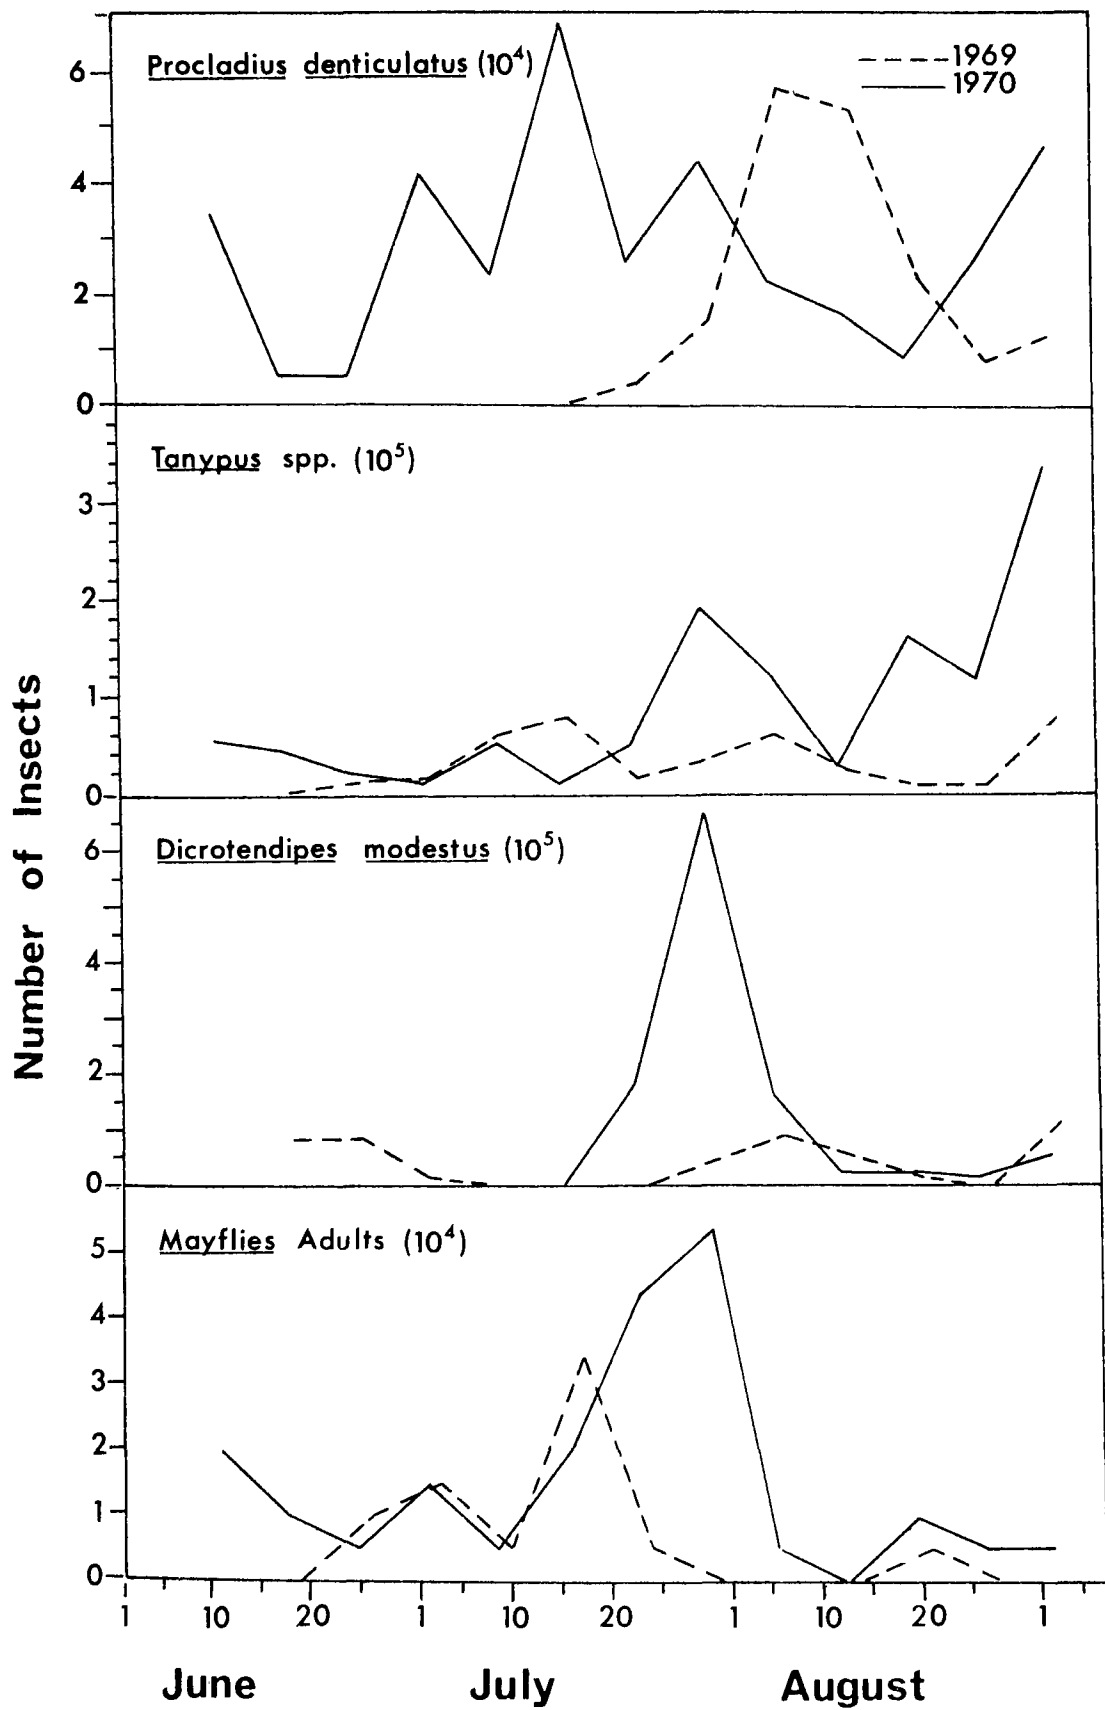 Procladius denticulatus (10⁴)
1969
1970
6
4
2
0
Tanypus spp. (10⁵)
3
2
1
0
Dicrotendipes modestus (10⁵)
6
4
2
0
Mayflies Adults (10⁴)
5
4
3
2
1
0
Number of Insects
1 10 20 1 10 20 1 10 20 1
June July August